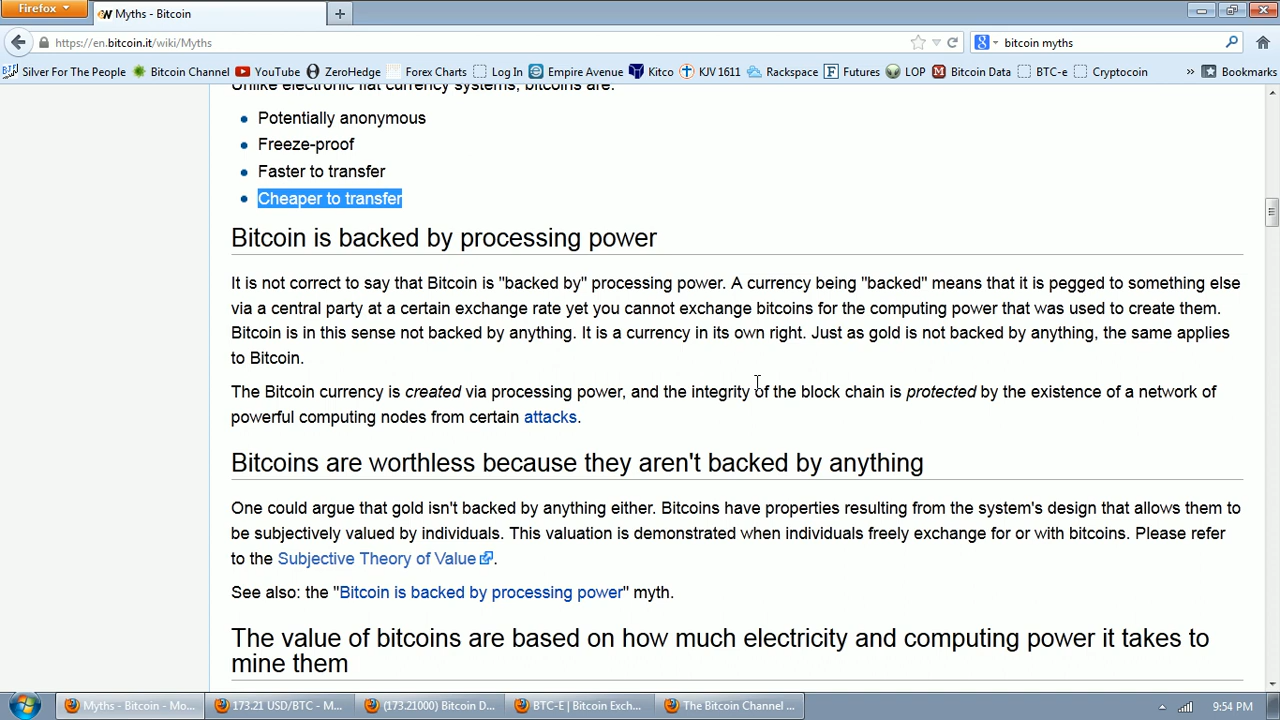 Firefox
Myths - Bitcoin
https://en.bitcoin.it/wiki/Myths
bitcoin myths
Silver For The People
Bitcoin Channel
YouTube
ZeroHedge
Forex Charts
Log In
Empire Avenue
Kitco
KJV 1611
Rackspace
Futures
LOP
Bitcoin Data
BTC-e
Cryptocoin
»
Bookmarks
Unlike electronic fiat currency systems, bitcoins are:
Potentially anonymous
Freeze-proof
Faster to transfer
Cheaper to transfer
Bitcoin is backed by processing power
It is not correct to say that Bitcoin is "backed by" processing power. A currency being "backed" means that it is pegged to something else
via a central party at a certain exchange rate yet you cannot exchange bitcoins for the computing power that was used to create them.
Bitcoin is in this sense not backed by anything. It is a currency in its own right. Just as gold is not backed by anything, the same applies
to Bitcoin.
The Bitcoin currency is created via processing power, and the integrity of the block chain is protected by the existence of a network of
powerful computing nodes from certain attacks.
Bitcoins are worthless because they aren't backed by anything
One could argue that gold isn't backed by anything either. Bitcoins have properties resulting from the system's design that allows them to
be subjectively valued by individuals. This valuation is demonstrated when individuals freely exchange for or with bitcoins. Please refer
to the Subjective Theory of Value.
See also: the "Bitcoin is backed by processing power" myth.
The value of bitcoins are based on how much electricity and computing power it takes to
mine them
Myths - Bitcoin - Mo...
173.21 USD/BTC - M...
(173.21000) Bitcoin D...
BTC-E | Bitcoin Exch...
The Bitcoin Channel ...
9:54 PM